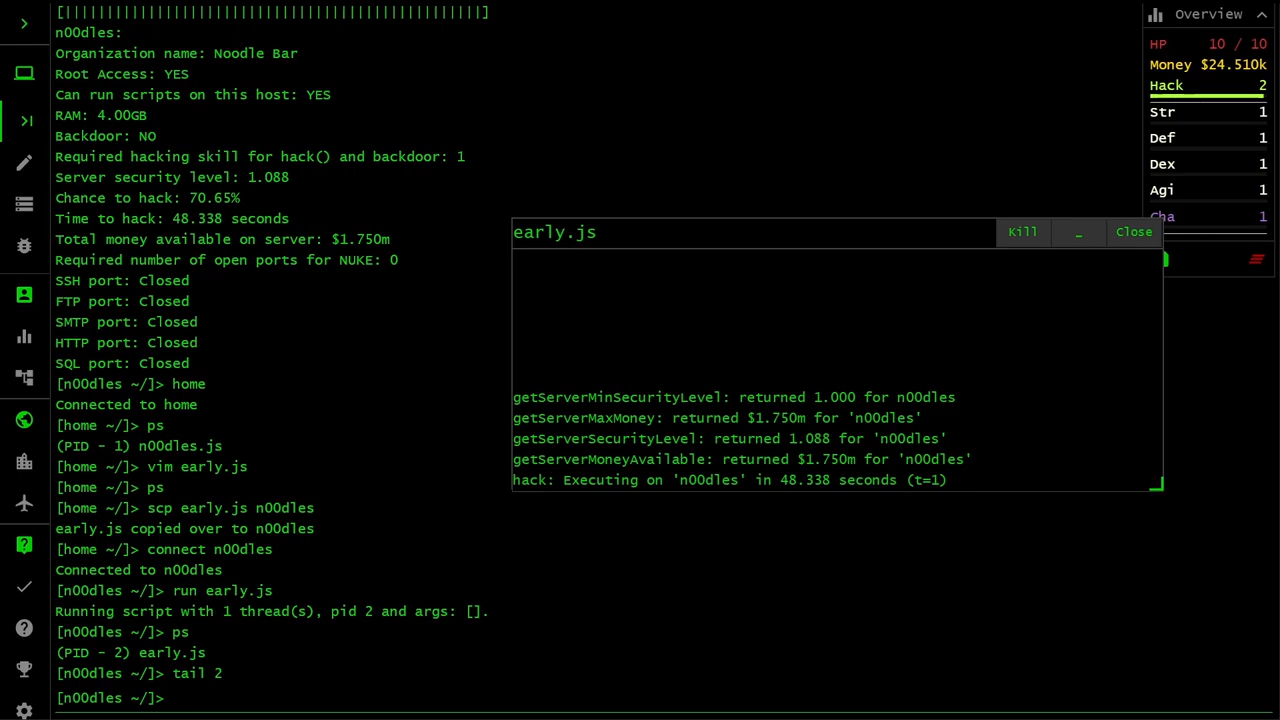 [||||||||||||||||||||||||||||||||||||||||||||||||||]
n00dles:
Organization name: Noodle Bar
Root Access: YES
Can run scripts on this host: YES
RAM: 4.00GB
Backdoor: NO
Required hacking skill for hack() and backdoor: 1
Server security level: 1.088
Chance to hack: 70.65%
Time to hack: 48.338 seconds
Total money available on server: $1.750m
Required number of open ports for NUKE: 0
SSH port: Closed
FTP port: Closed
SMTP port: Closed
HTTP port: Closed
SQL port: Closed
[n00dles ~/]> home
Connected to home
[home ~/]> ps
(PID - 1) n00dles.js
[home ~/]> vim early.js
[home ~/]> ps
[home ~/]> scp early.js n00dles
early.js copied over to n00dles
[home ~/]> connect n00dles
Connected to n00dles
[n00dles ~/]> run early.js
Running script with 1 thread(s), pid 2 and args: [].
[n00dles ~/]> ps
(PID - 2) early.js
[n00dles ~/]> tail 2
[n00dles ~/]>
early.js Kill _ Close
getServerMinSecurityLevel: returned 1.000 for n00dles
getServerMaxMoney: returned $1.750m for 'n00dles'
getServerSecurityLevel: returned 1.088 for 'n00dles'
getServerMoneyAvailable: returned $1.750m for 'n00dles'
hack: Executing on 'n00dles' in 48.338 seconds (t=1)
Overview
HP 10 / 10
Money $24.510k
Hack 2
Str 1
Def 1
Dex 1
Agi 1
Cha 1